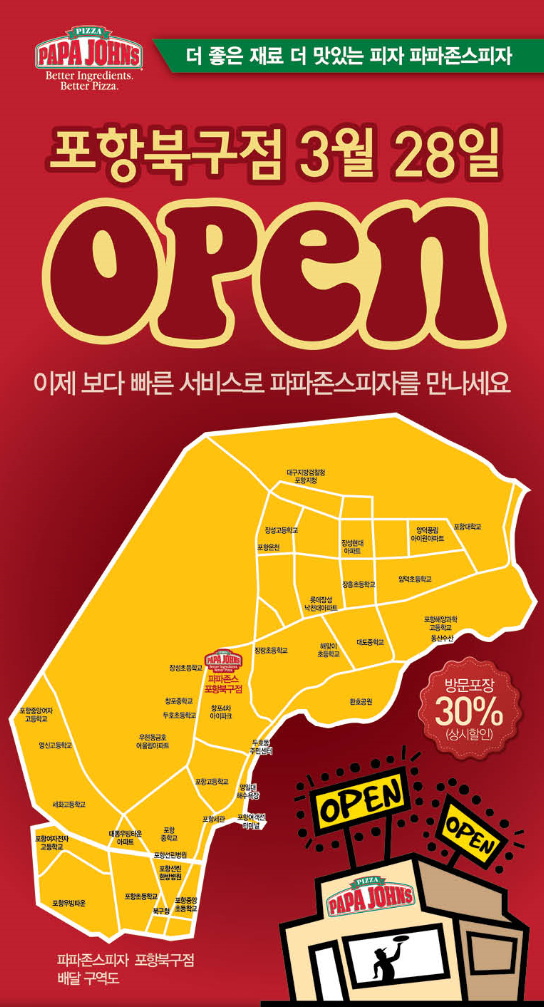 PIZZA
PAPA JOHNS
Better Ingredients.
Better Pizza.
더 좋은 재료 더 맛있는 피자 파파존스피자
포항북구점 3월 28일
OPEN
이제 보다 빠른 서비스로 파파존스피자를 만나세요
대구지방검찰청
포항지청
장성고등학교
포항온천
장성현대
아파트
양덕풍림
아이원아파트
포항대학교
장흥초등학교
양덕초등학교
롯데장성
낙천대아파트
포항해양과학
고등학교
동산수산
장량초등학교
해맞이
초등학교
대도중학교
장성초등학교
PAPA JOHNS
파파존스
포항북구점
환호공원
방문포장
30%
(상시할인)
포항중앙여자
고등학교
창포중학교
두호초등학교
창포4차
아이파크
영신고등학교
우현동금호
어울림아파트
두호동
주민센터
포항고등학교
영일대
해수욕장
세화고등학교
포항세관
포항여객선
터미널
포항여자전자
고등학교
대동우방타운
아파트
포항
중학교
포항선린병원
포항선린
한방병원
포항우방타운
포항초등학교
북구청
포항중앙
초등학교
OPEN
OPEN
PIZZA
PAPA JOHNS
파파존스피자 포항북구점
배달 구역도